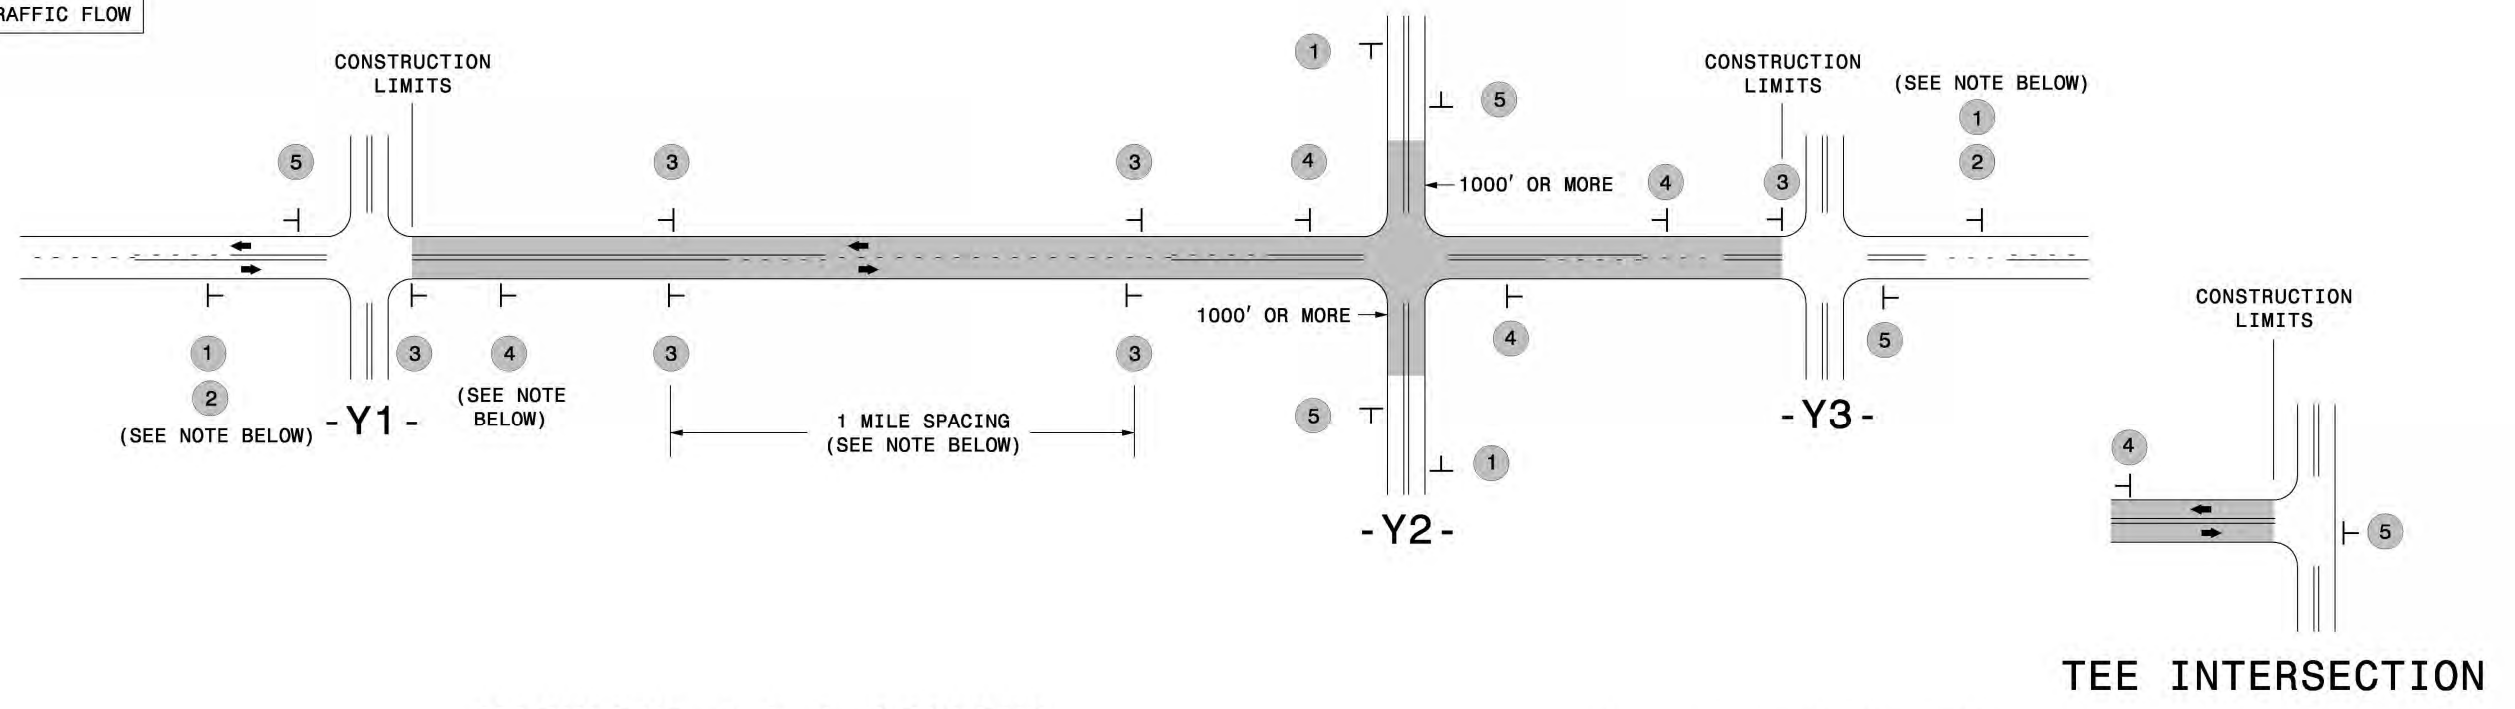 RAFFIC FLOW
CONSTRUCTION
LIMITS
1
5
5
3
3
4
1000' OR MORE
4
CONSTRUCTION
LIMITS
3
(SEE NOTE BELOW)
1
2
1
2
(SEE NOTE BELOW)
-Y1-
3
4
(SEE NOTE
BELOW)
3
1 MILE SPACING
(SEE NOTE BELOW)
3
1000' OR MORE
5
1
-Y2-
4
5
-Y3-
CONSTRUCTION
LIMITS
4
5
TEE INTERSECTION